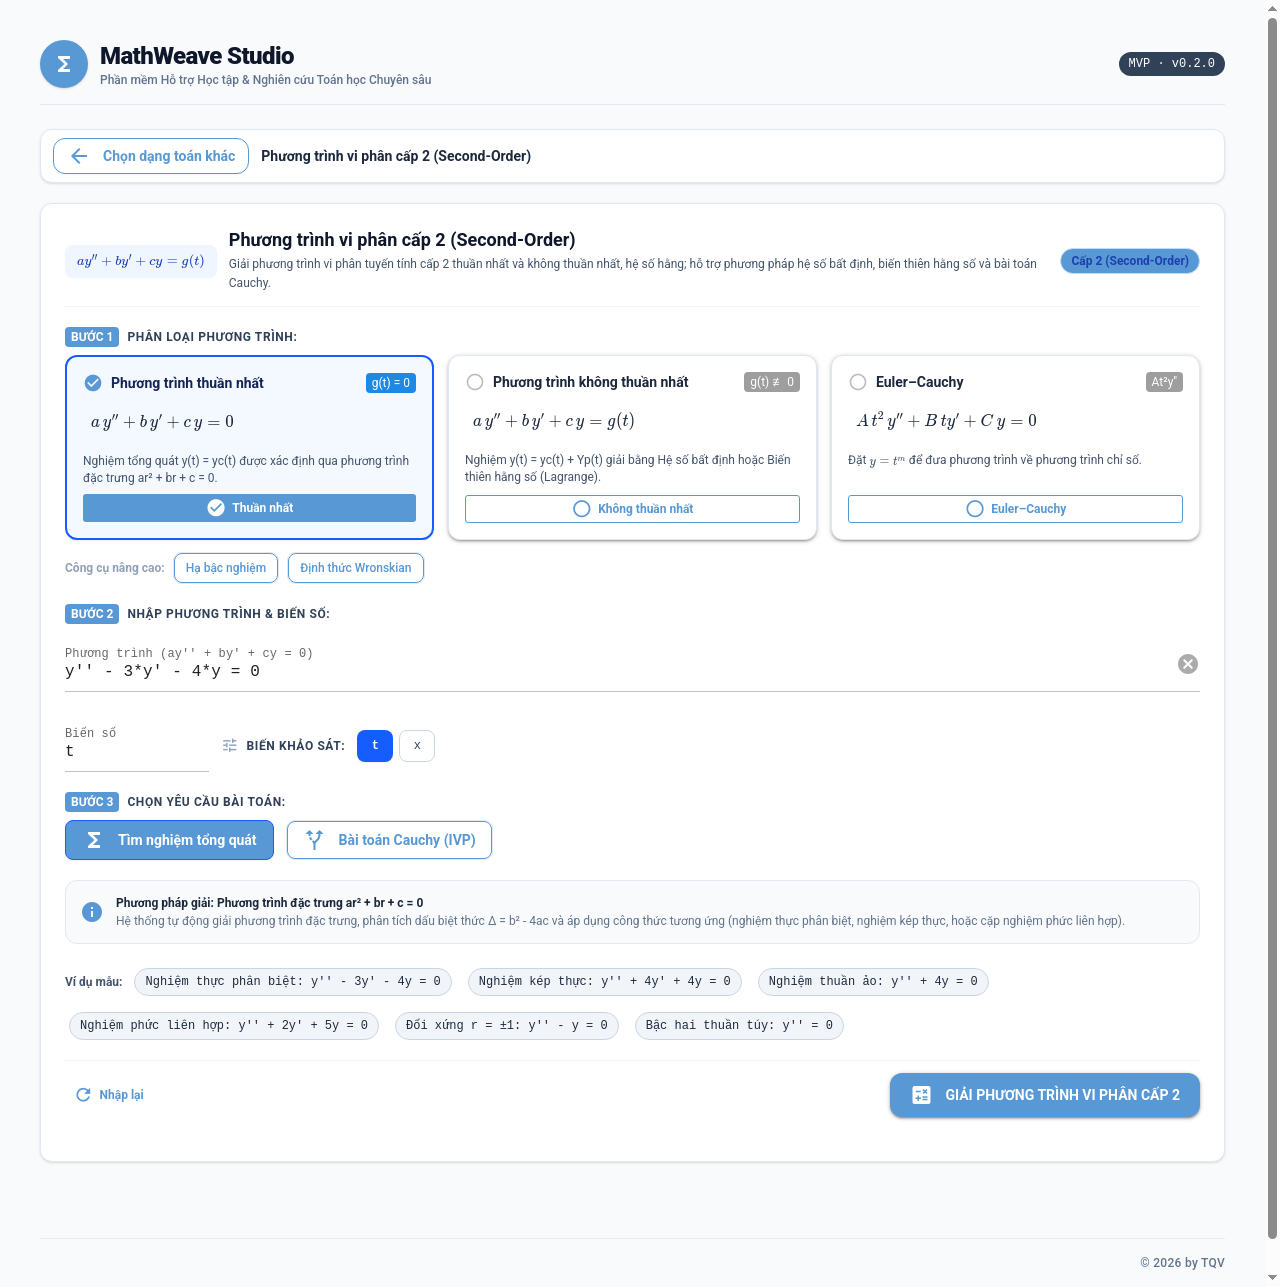 Σ
MathWeave Studio
Phần mềm Hỗ trợ Học tập & Nghiên cứu Toán học Chuyên sâu
MVP · v0.2.0
Chọn dạng toán khác
Phương trình vi phân cấp 2 (Second-Order)
ay″ + by′ + cy = g(t)
Phương trình vi phân cấp 2 (Second-Order)
Giải phương trình vi phân tuyến tính cấp 2 thuần nhất và không thuần nhất, hệ số hằng; hỗ trợ phương pháp hệ số bất định, biến thiên hằng số và bài toán
Cauchy.
Cấp 2 (Second-Order)
BƯỚC 1 PHÂN LOẠI PHƯƠNG TRÌNH:
Phương trình thuần nhất
g(t) = 0
a y″ + b y′ + c y = 0
Nghiệm tổng quát y(t) = yc(t) được xác định qua phương trình
đặc trưng ar² + br + c = 0.
Thuần nhất
Phương trình không thuần nhất
g(t) ≢ 0
a y″ + b y′ + c y = g(t)
Nghiệm y(t) = yc(t) + Yp(t) giải bằng Hệ số bất định hoặc Biến
thiên hằng số (Lagrange).
Không thuần nhất
Euler–Cauchy
At²y''
A t² y″ + B ty′ + C y = 0
Đặt y = tᵐ để đưa phương trình về phương trình chỉ số.
Euler–Cauchy
Công cụ nâng cao: Hạ bậc nghiệm Định thức Wronskian
BƯỚC 2 NHẬP PHƯƠNG TRÌNH & BIẾN SỐ:
Phương trình (ay'' + by' + cy = 0)
y'' - 3*y' - 4*y = 0
Biến số
t
BIẾN KHẢO SÁT: t x
BƯỚC 3 CHỌN YÊU CẦU BÀI TOÁN:
Σ Tìm nghiệm tổng quát Bài toán Cauchy (IVP)
Phương pháp giải: Phương trình đặc trưng ar² + br + c = 0
Hệ thống tự động giải phương trình đặc trưng, phân tích dấu biệt thức Δ = b² - 4ac và áp dụng công thức tương ứng (nghiệm thực phân biệt, nghiệm kép thực, hoặc cặp nghiệm phức liên hợp).
Ví dụ mẫu: Nghiệm thực phân biệt: y'' - 3y' - 4y = 0 Nghiệm kép thực: y'' + 4y' + 4y = 0 Nghiệm thuần ảo: y'' + 4y = 0
Nghiệm phức liên hợp: y'' + 2y' + 5y = 0 Đối xứng r = ±1: y'' - y = 0 Bậc hai thuần túy: y'' = 0
Nhập lại
GIẢI PHƯƠNG TRÌNH VI PHÂN CẤP 2
© 2026 by TQV